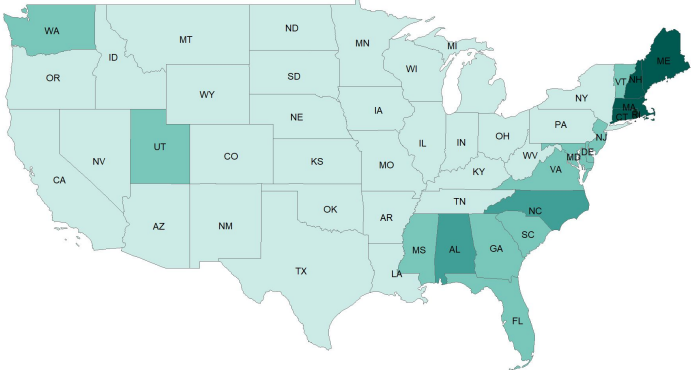 WA
MT
ND
MN
ME
ID
MI
VT
NH
OR
SD
WI
NY
WY
MA
CT
RI
IA
NE
PA
NJ
NV
UT
CO
IL
IN
OH
DE
MD
WV
VA
KS
MO
KY
CA
TN
NC
OK
AR
AZ
NM
SC
MS
AL
GA
TX
LA
FL